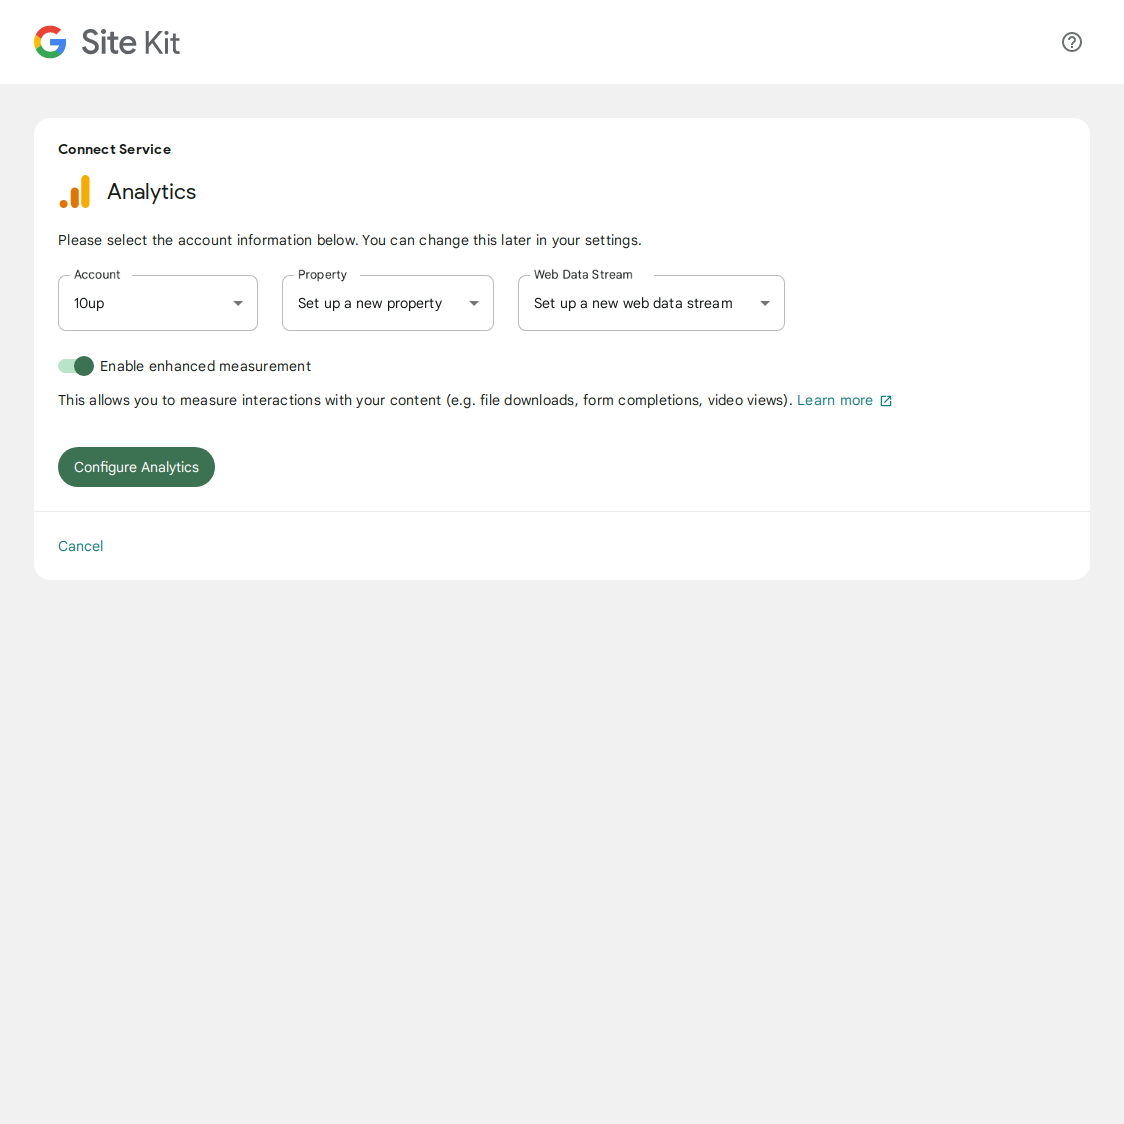 Site Kit
Connect Service
Analytics
Please select the account information below. You can change this later in your settings.
Account
10up
Property
Set up a new property
Web Data Stream
Set up a new web data stream
Enable enhanced measurement
This allows you to measure interactions with your content (e.g. file downloads, form completions, video views). Learn more
Configure Analytics
Cancel